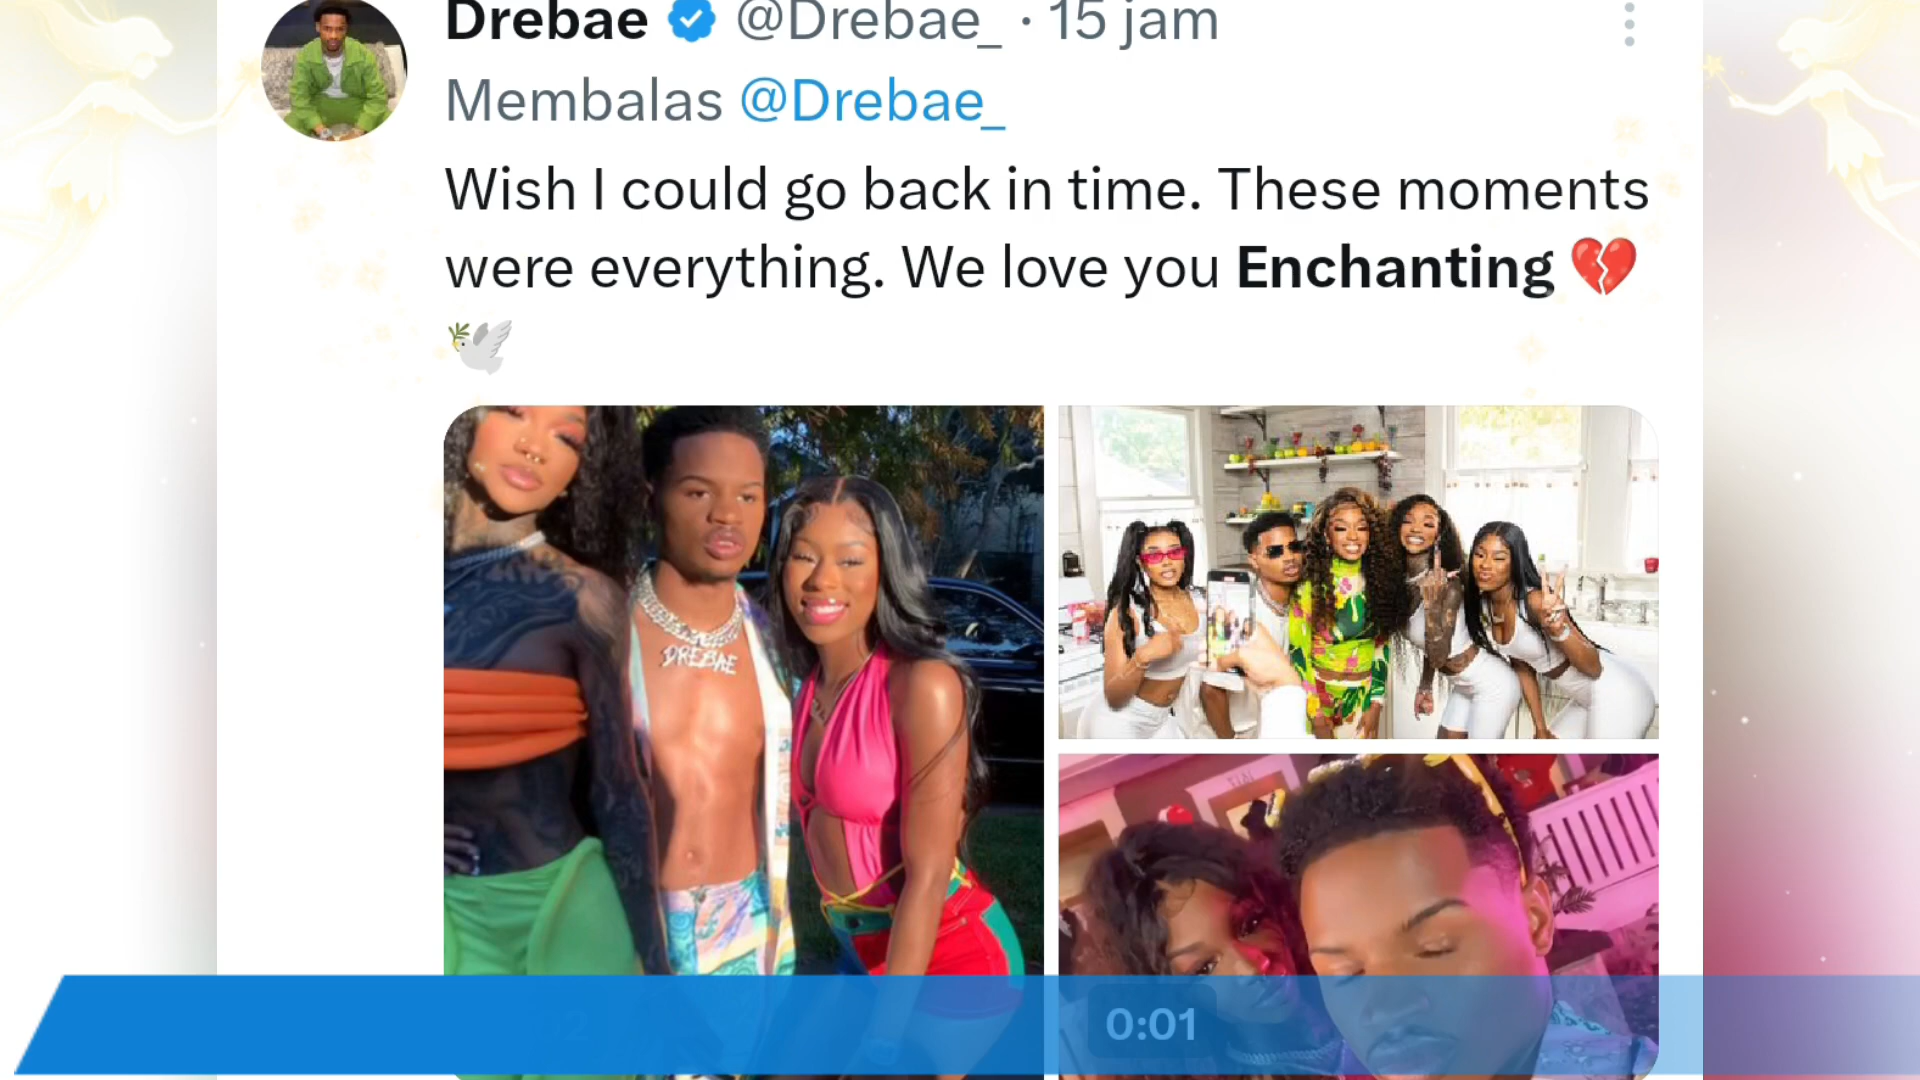 Drebae @Drebae_ · 15 jam
Membalas @Drebae_
Wish I could go back in time. These moments
were everything. We love you Enchanting 💔
🕊️
DREBAE
0:01